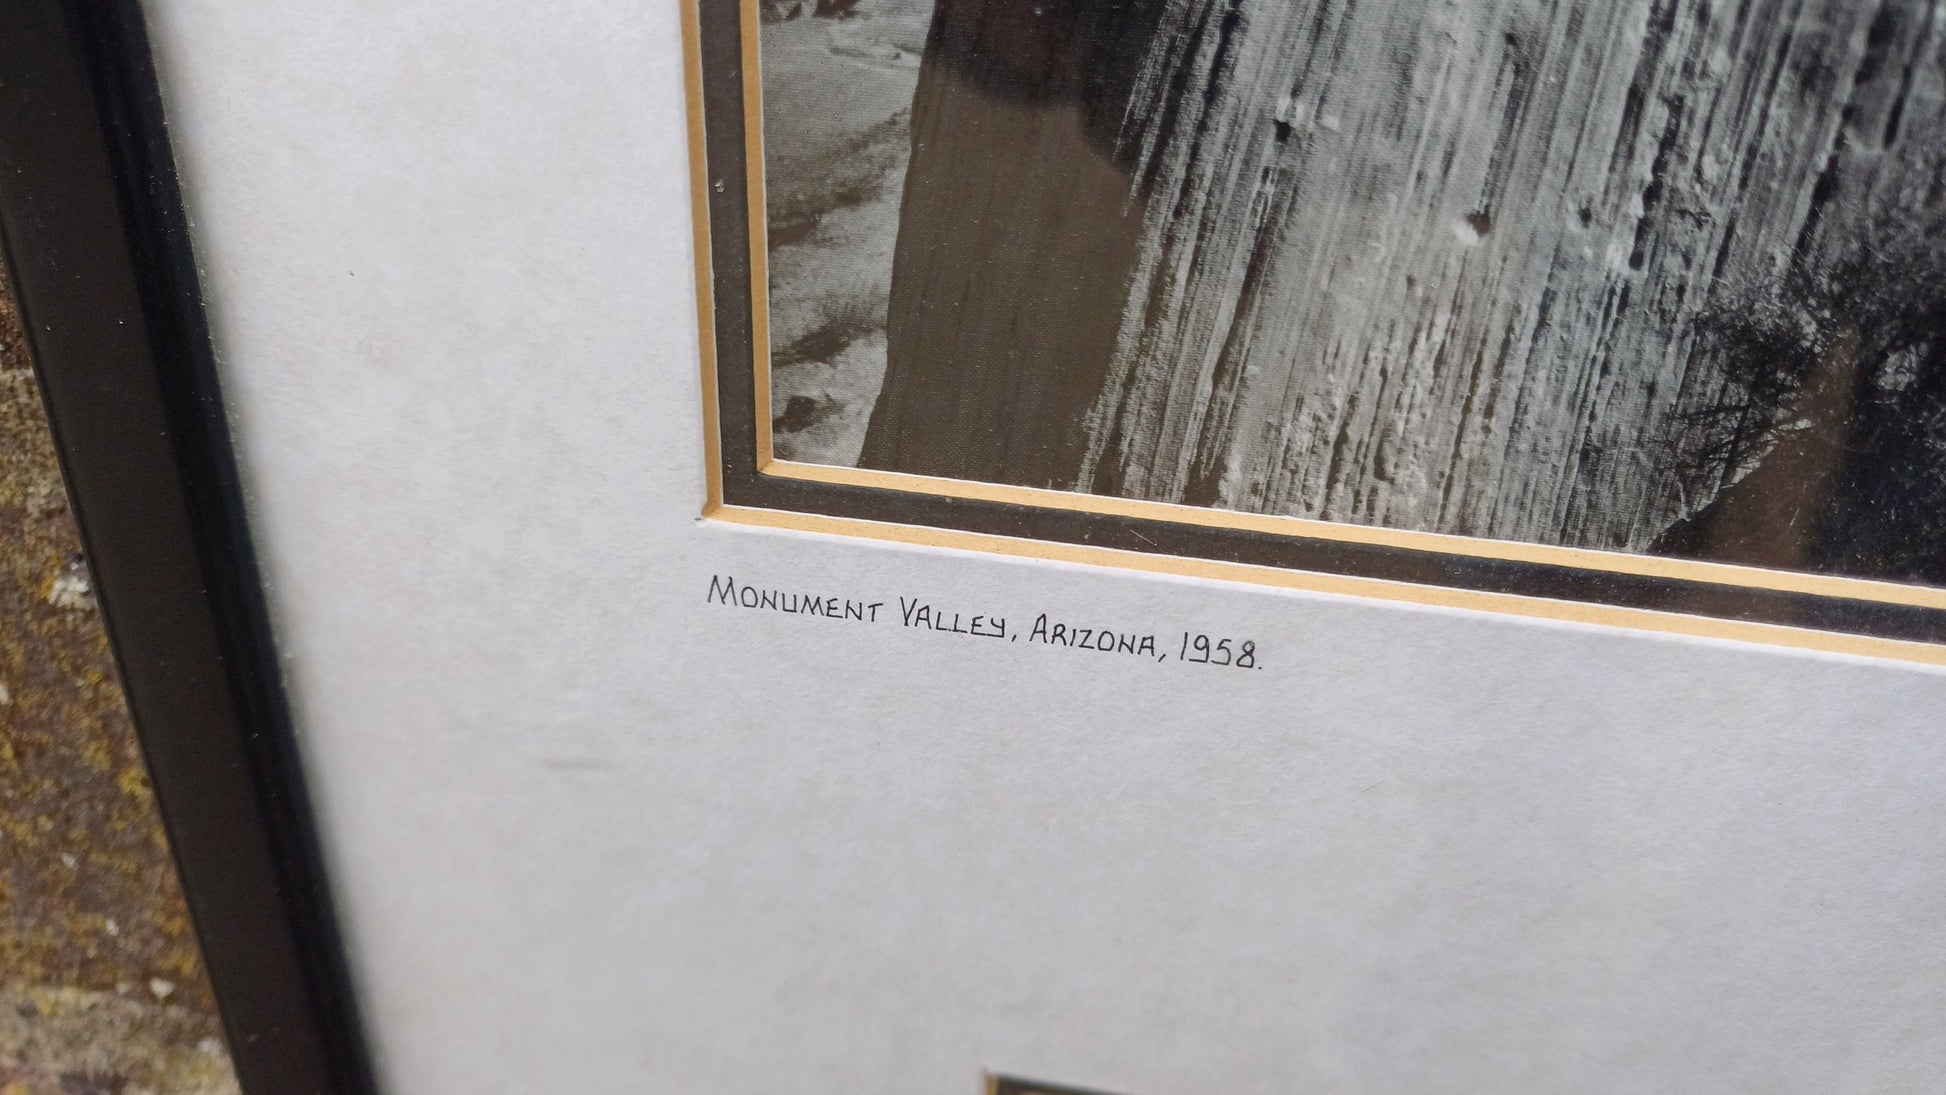 MONUMENT VALLEY, ARIZONA, 1958.